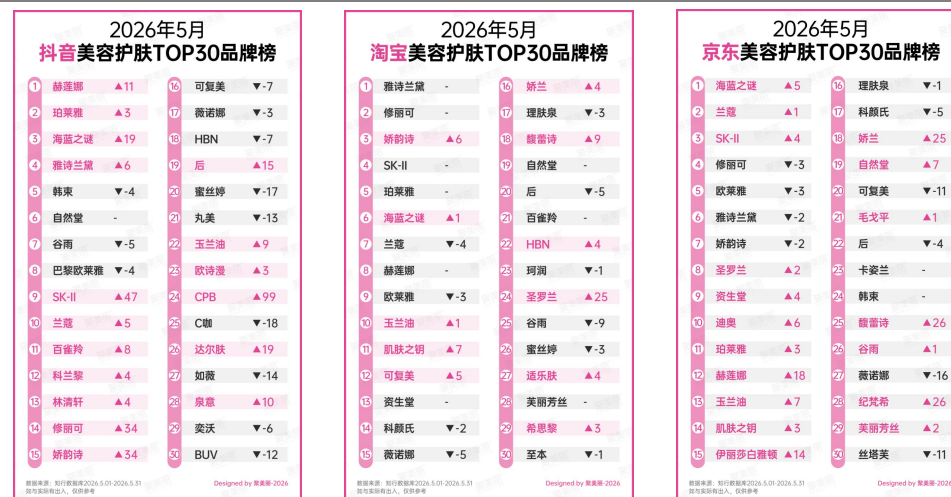 2026年5月
抖音美容护肤TOP30品牌榜
1 赫莲娜 ▲11
2 珀莱雅 ▲3
3 海蓝之谜 ▲19
4 雅诗兰黛 ▲6
5 韩束 ▼-4
6 自然堂 -
7 谷雨 ▼-5
8 巴黎欧莱雅 ▼-4
9 SK-II ▲47
10 兰蔻 ▲5
11 百雀羚 ▲8
12 科兰黎 ▲4
13 林清轩 ▲4
14 修丽可 ▲34
15 娇韵诗 ▲34
16 可复美 ▼-7
17 薇诺娜 ▼-3
18 HBN ▼-7
19 后 ▲15
20 蜜丝婷 ▼-17
21 丸美 ▼-13
22 玉兰油 ▲9
23 欧诗漫 ▲3
24 CPB ▲99
25 C咖 ▼-18
26 达尔肤 ▲19
27 如薇 ▼-14
28 泉意 ▲10
29 奕沃 ▼-6
30 BUV ▼-12
数据来源：知行数据库2026.5.01-2026.5.31
如与实际有出入，仅供参考
Designed by 聚美丽·2026
2026年5月
淘宝美容护肤TOP30品牌榜
1 雅诗兰黛 -
2 修丽可 -
3 娇韵诗 ▲6
4 SK-II -
5 珀莱雅 -
6 海蓝之谜 ▲1
7 兰蔻 ▼-4
8 赫莲娜 -
9 欧莱雅 ▼-3
10 玉兰油 ▲1
11 肌肤之钥 ▲7
12 可复美 ▲5
13 资生堂 -
14 科颜氏 ▼-2
15 薇诺娜 ▼-5
16 娇兰 ▲4
17 理肤泉 ▼-3
18 馥蕾诗 ▲9
19 自然堂 -
20 后 ▼-5
21 百雀羚 -
22 HBN ▲4
23 珂润 ▼-1
24 圣罗兰 ▲25
25 谷雨 ▼-9
26 蜜丝婷 ▼-3
27 适乐肤 ▲4
28 芙丽芳丝 -
29 希思黎 ▲3
30 至本 ▼-1
数据来源：知行数据库2026.5.01-2026.5.31
如与实际有出入，仅供参考
Designed by 聚美丽·2026
2026年5月
京东美容护肤TOP30品牌榜
1 海蓝之谜 ▲5
2 兰蔻 ▲1
3 SK-II ▲4
4 修丽可 ▼-3
5 欧莱雅 ▼-3
6 雅诗兰黛 ▼-2
7 娇韵诗 ▼-2
8 圣罗兰 ▲2
9 资生堂 ▲4
10 迪奥 ▲6
11 珀莱雅 ▲3
12 赫莲娜 ▲18
13 玉兰油 ▲7
14 肌肤之钥 ▲3
15 伊丽莎白雅顿 ▲14
16 理肤泉 ▼-1
17 科颜氏 ▼-5
18 娇兰 ▲25
19 自然堂 ▲7
20 可复美 ▼-11
21 毛戈平 ▲1
22 后 ▼-4
23 卡姿兰 -
24 韩束 -
25 馥蕾诗 ▲26
26 谷雨 ▲1
27 薇诺娜 ▼-16
28 纪梵希 ▲26
29 芙丽芳丝 ▲2
30 丝塔芙 ▼-11
数据来源：知行数据库2026.5.01-2026.5.31
如与实际有出入，仅供参考
Designed by 聚美丽·2026